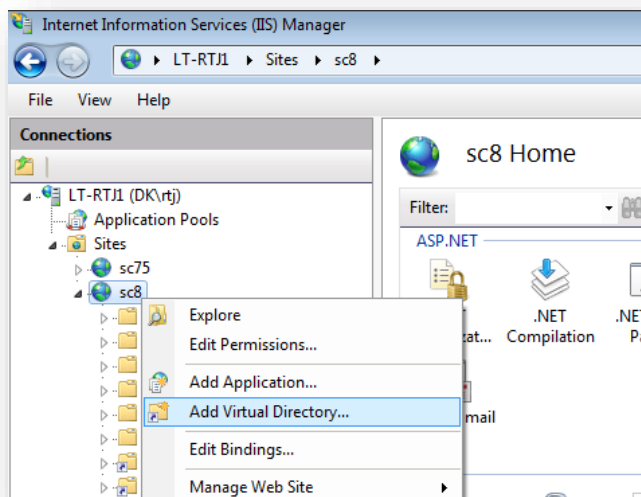 Internet Information Services (IIS) Manager
LT-RTJ1 Sites sc8
File View Help
Connections
LT-RTJ1 (DK\rtj)
Application Pools
Sites
sc75
sc8
Explore
Edit Permissions...
Add Application...
Add Virtual Directory...
Edit Bindings...
Manage Web Site
sc8 Home
Filter:
ASP.NET
.NET
Compilation
.NET
mail